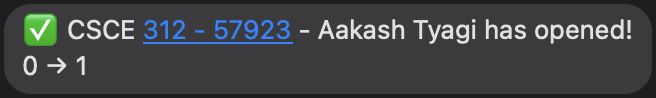 ✅ CSCE 312 - 57923 - Aakash Tyagi has opened!
0 → 1